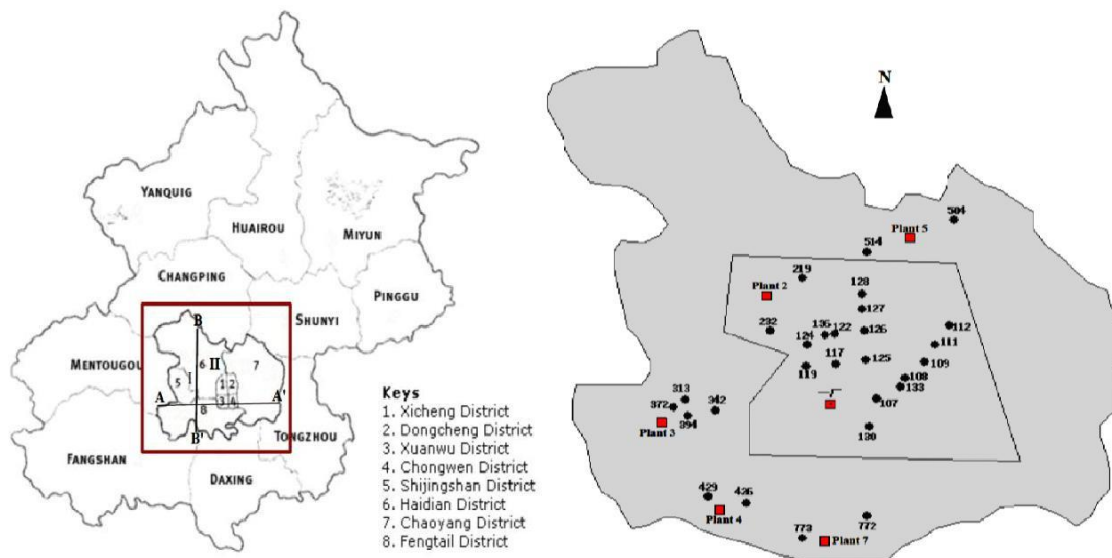 YANQUIG
HUAIROU
MIYUN
CHANGPING
PINGGU
SHUNYI
MENTOUGOU
B
6 II
7
5 I
1 2
3 4
A A'
8
B'
TONGZHOU
FANGSHAN
DAXING
Keys
1. Xicheng District
2. Dongcheng District
3. Xuanwu District
4. Chongwen District
5. Shijingshan District
6. Haidian District
7. Chaoyang District
8. Fengtail District
N
504
Plant 5
514
219
128
Plant 2
127
232
122
126
112
124
111
117
125
109
119
108
133
313
372
342
394
107
Plant 3
130
429
426
Plant 4
772
773
Plant 7